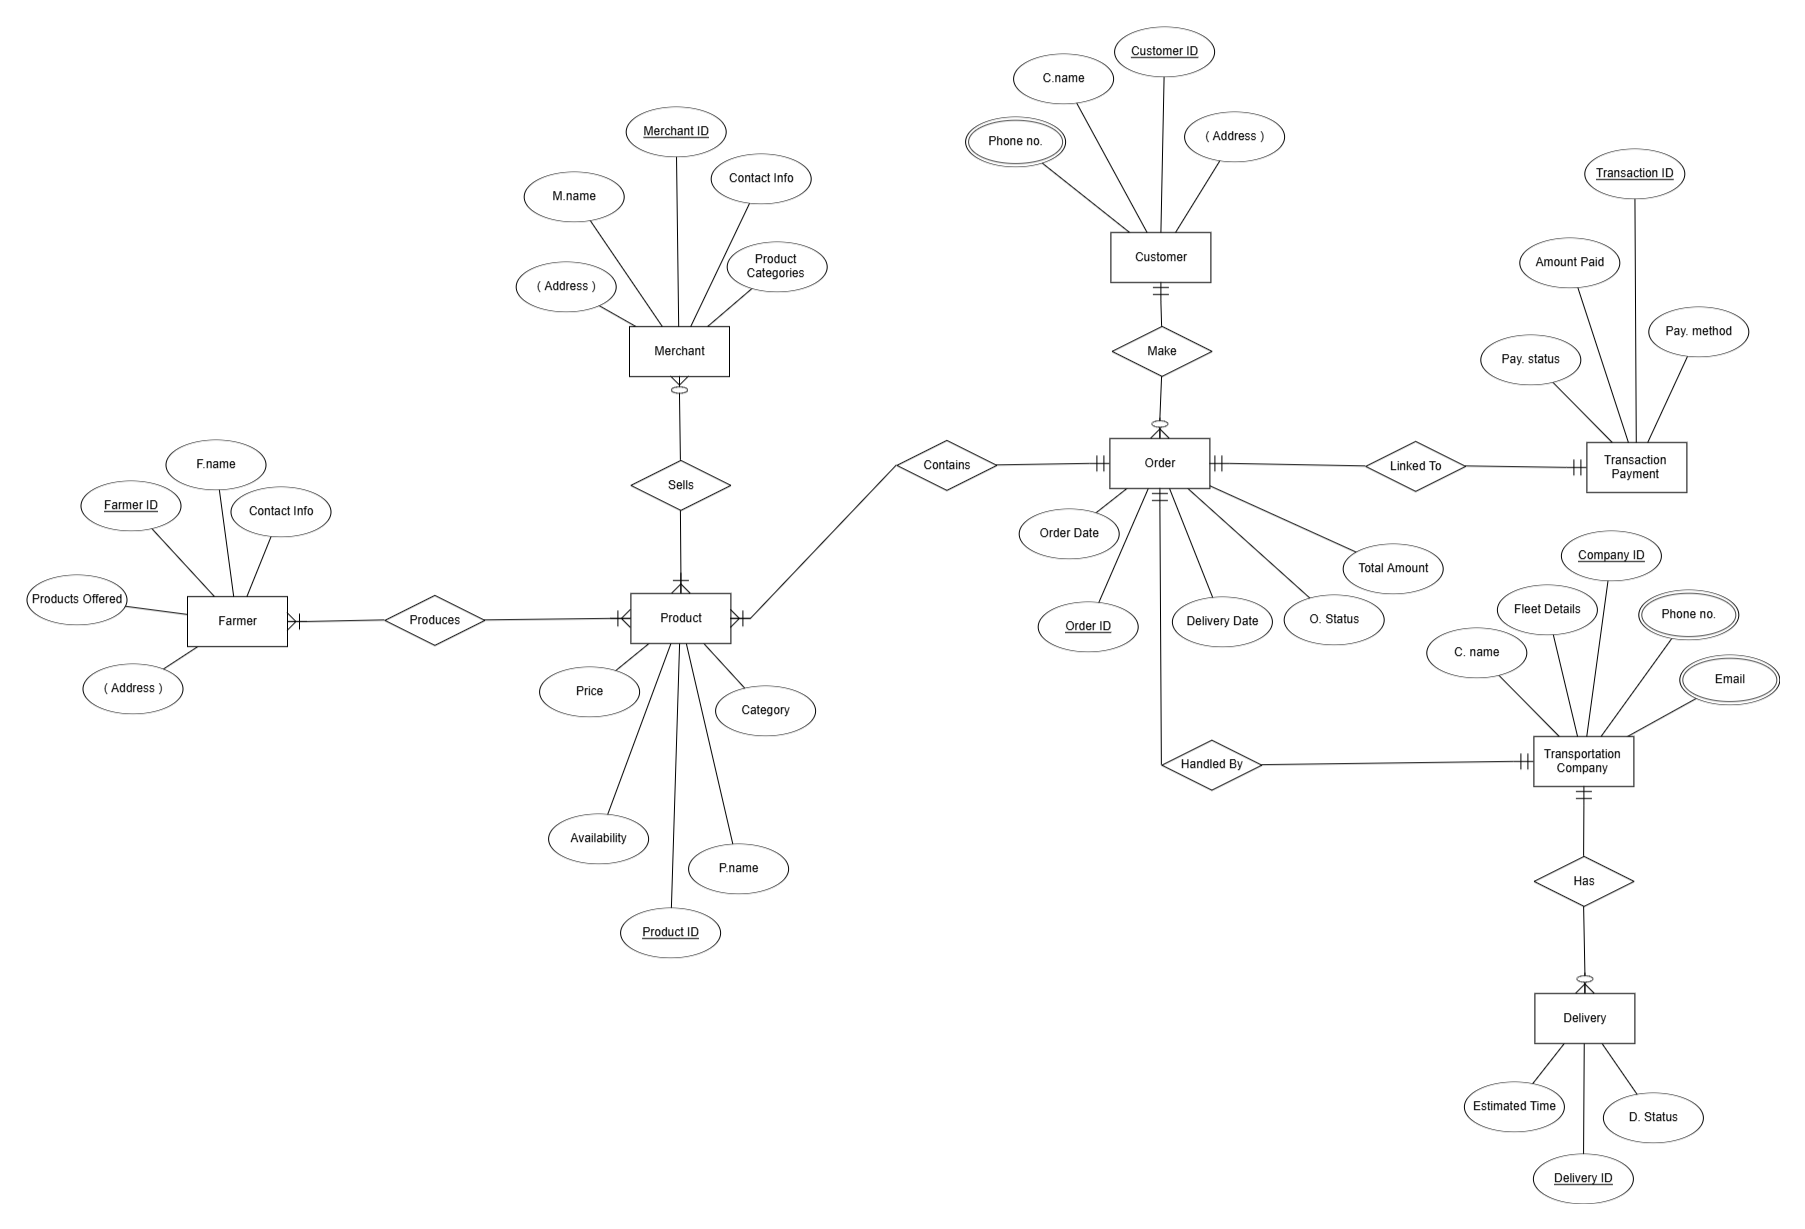 Customer ID
C.name
Phone no.
( Address )
Customer
Merchant ID
M.name
Contact Info
Product
Categories
( Address )
Merchant
Transaction ID
Amount Paid
Pay. method
Pay. status
Transaction
Payment
Make
Sells
Contains
Order
Linked To
F.name
Farmer ID
Contact Info
Products Offered
Farmer
( Address )
Produces
Product
Price
Category
Availability
P.name
Product ID
Order Date
Total Amount
Order ID
Delivery Date
O. Status
Company ID
Fleet Details
Phone no.
C. name
Email
Transportation
Company
Handled By
Has
Delivery
Estimated Time
D. Status
Delivery ID